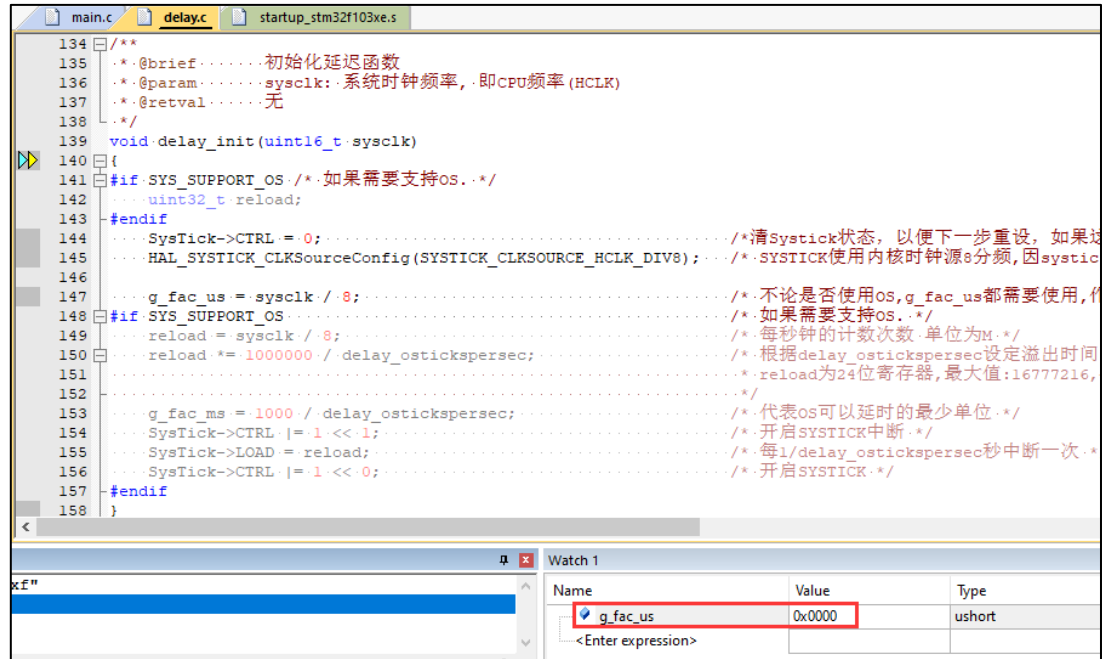 main.c delay.c startup_stm32f103xe.s
134 /**
135 * @brief 初始化延迟函数
136 * @param sysclk: 系统时钟频率, 即CPU频率(HCLK)
137 * @retval 无
138 */
139 void delay_init(uint16_t sysclk)
140 {
141 #if SYS_SUPPORT_OS /* 如果需要支持OS. */
142 uint32_t reload;
143 #endif
144 SysTick->CTRL = 0; /*清Systick状态，以便下一步重设，如果这
145 HAL_SYSTICK_CLKSourceConfig(SYSTICK_CLKSOURCE_HCLK_DIV8); /* SYSTICK使用内核时钟源8分频,因systic
146
147 g_fac_us = sysclk / 8; /* 不论是否使用OS,g_fac_us都需要使用,作
148 #if SYS_SUPPORT_OS /* 如果需要支持OS. */
149 reload = sysclk / 8; /* 每秒钟的计数次数 单位为M */
150 reload *= 1000000 / delay_ostickspersec; /* 根据delay_ostickspersec设定溢出时间
151 * reload为24位寄存器,最大值:16777216,
152 */
153 g_fac_ms = 1000 / delay_ostickspersec; /* 代表OS可以延时的最少单位 */
154 SysTick->CTRL |= 1 << 1; /* 开启SYSTICK中断 */
155 SysTick->LOAD = reload; /* 每1/delay_ostickspersec秒中断一次 *
156 SysTick->CTRL |= 1 << 0; /* 开启SYSTICK */
157 #endif
158 }
Watch 1
xf"
Name Value Type
g_fac_us 0x0000 ushort
<Enter expression>